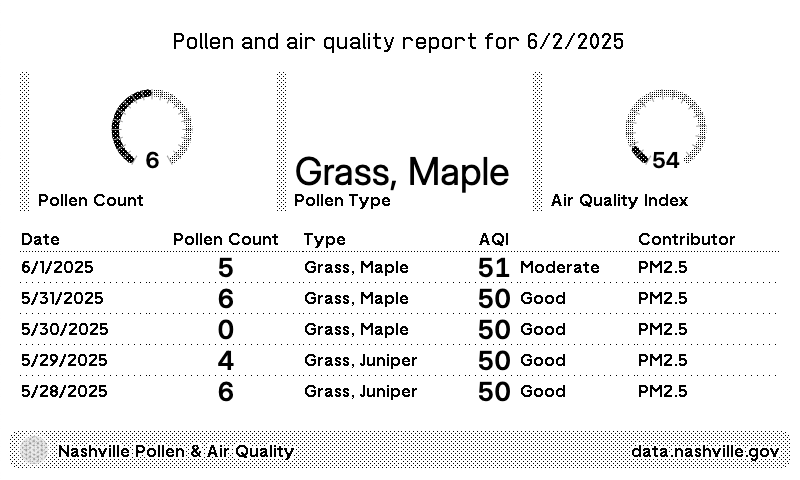 Pollen and air quality report for 6/2/2025
6 Grass, Maple 54
Pollen Count Pollen Type Air Quality Index
Date Pollen Count Type AQI Contributor
6/1/2025 5 Grass, Maple 51 Moderate PM2.5
5/31/2025 6 Grass, Maple 50 Good PM2.5
5/30/2025 0 Grass, Maple 50 Good PM2.5
5/29/2025 4 Grass, Juniper 50 Good PM2.5
5/28/2025 6 Grass, Juniper 50 Good PM2.5
Nashville Pollen & Air Quality data.nashville.gov